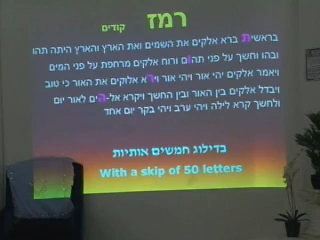 רמז קודים
בראשית ברא אלקים את השמים ואת הארץ והארץ היתה תהו
ובהו וחשך על פני תהום ורוח אלקים מרחפת על פני המים
ויאמר אלקים יהי אור ויהי אור וירא אלוקים את האור כי טוב
ויבדל אלקים בין האור ובין החשך ויקרא אל-הים לאור יום
ולחשך קרא לילה ויהי ערב ויהי בקר יום אחד
בדילוג חמשים אותיות
With a skip of 50 letters